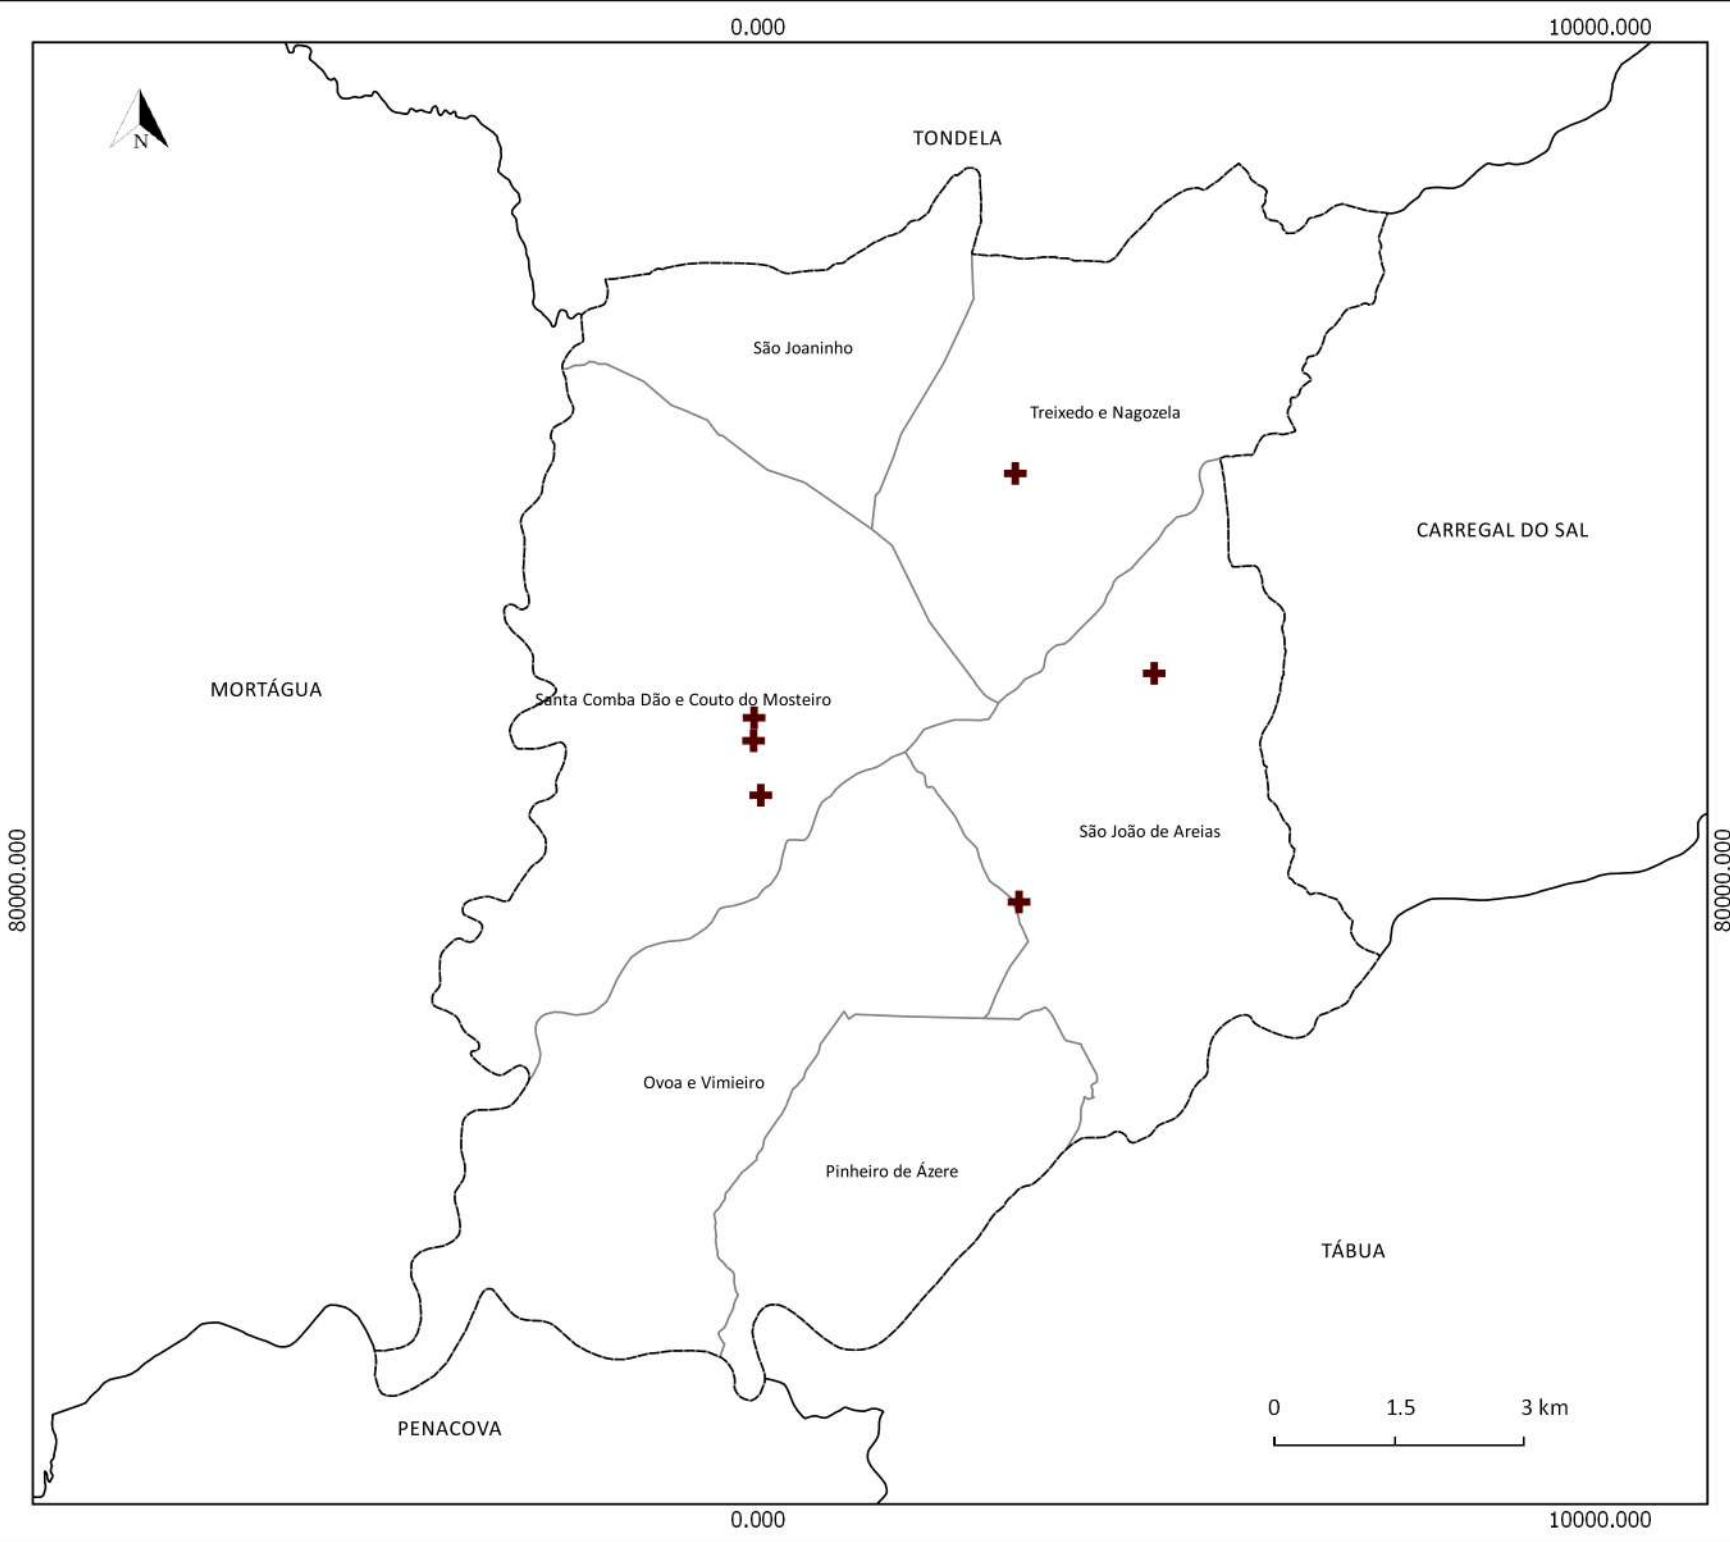 0.000
10000.000
N
TONDELA
São Joaninho
Treixedo e Nagozela
CARREGAL DO SAL
MORTÁGUA
Santa Comba Dão e Couto do Mosteiro
São João de Areias
80000.000
80000.000
Ovoa e Vimieiro
Pinheiro de Ázere
TÁBUA
0
1.5
3 km
PENACOVA
0.000
10000.000